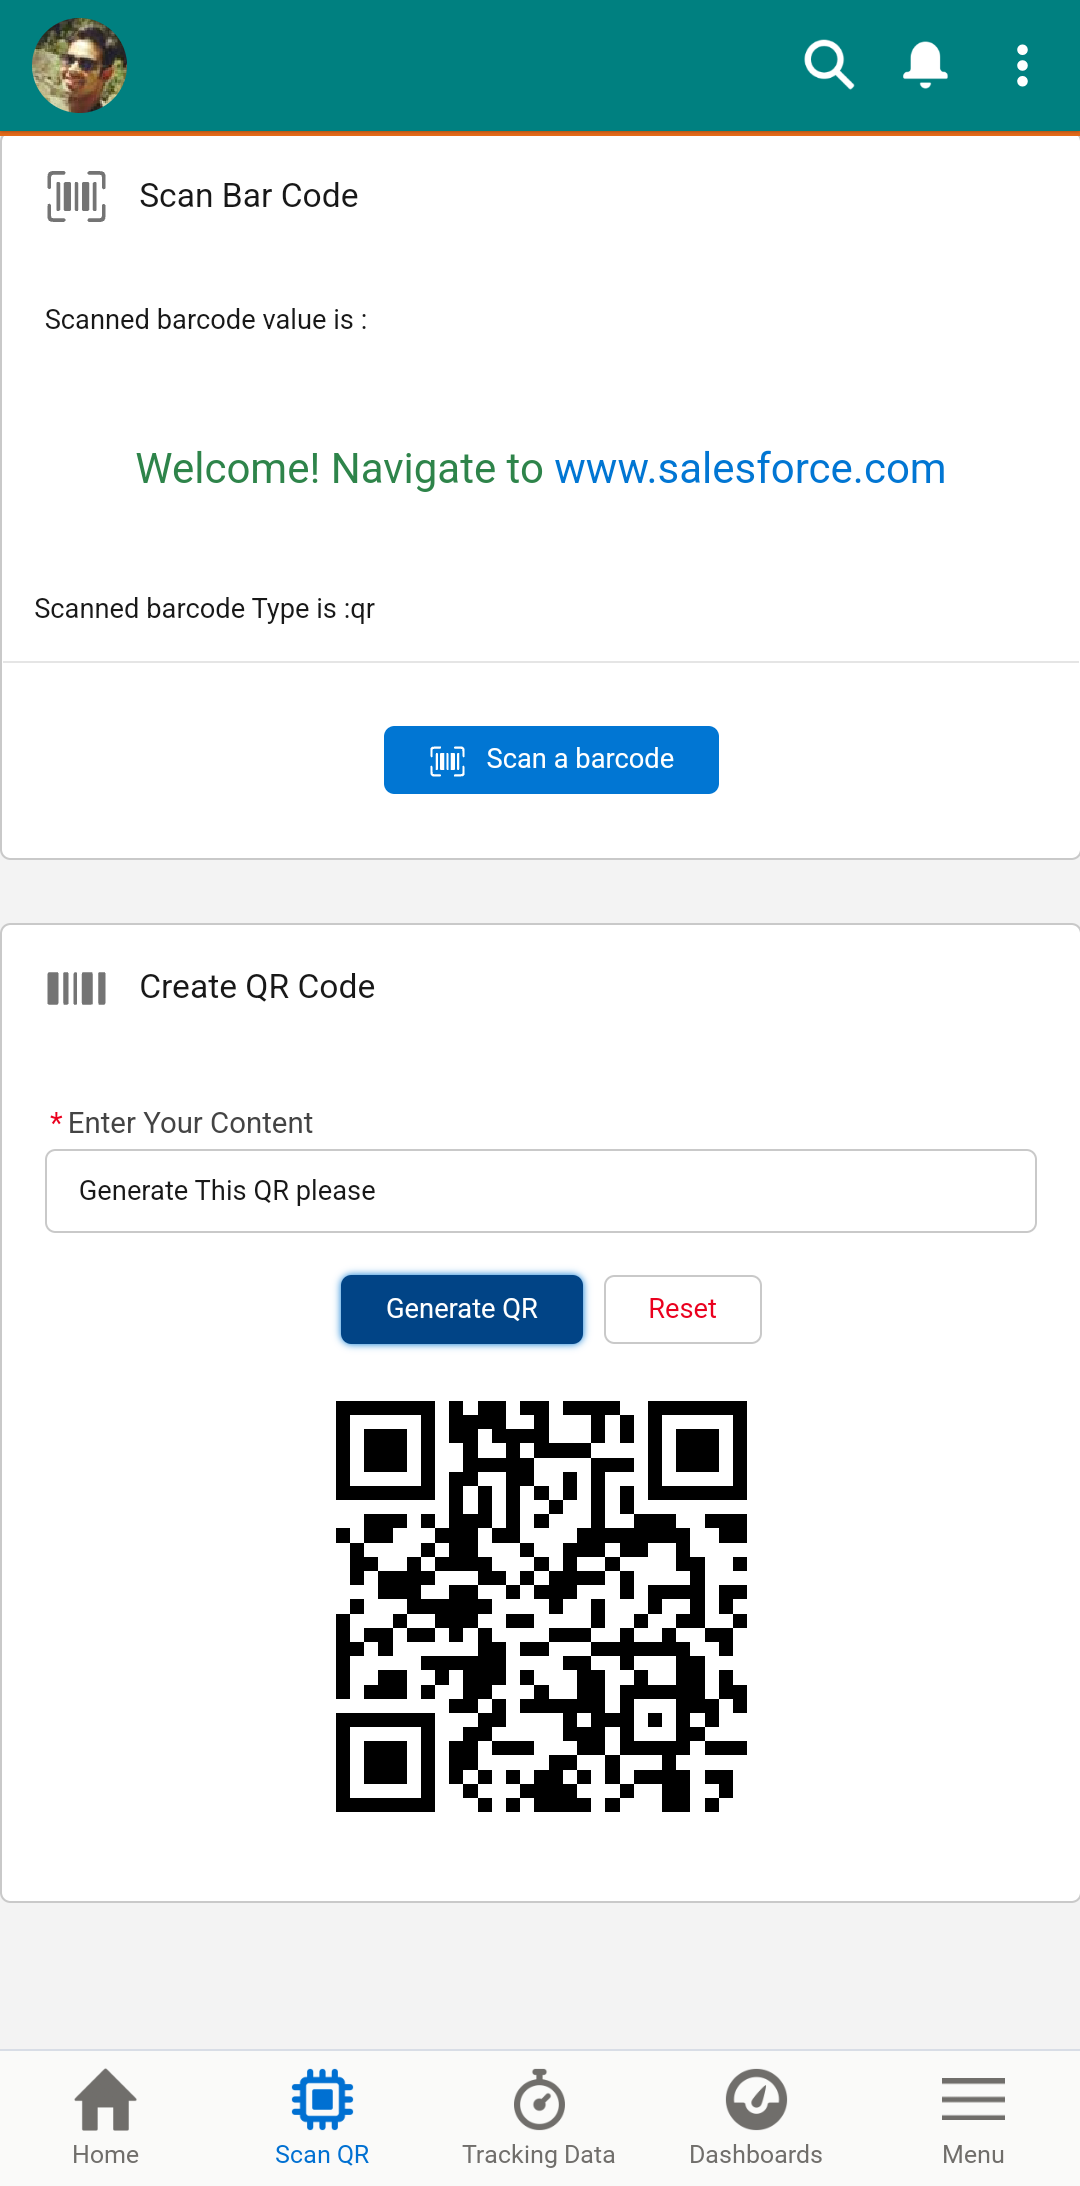 Scan Bar Code
Scanned barcode value is :
Welcome! Navigate to www.salesforce.com
Scanned barcode Type is :qr
Scan a barcode
Create QR Code
* Enter Your Content
Generate This QR please
Generate QR Reset
Home Scan QR Tracking Data Dashboards Menu